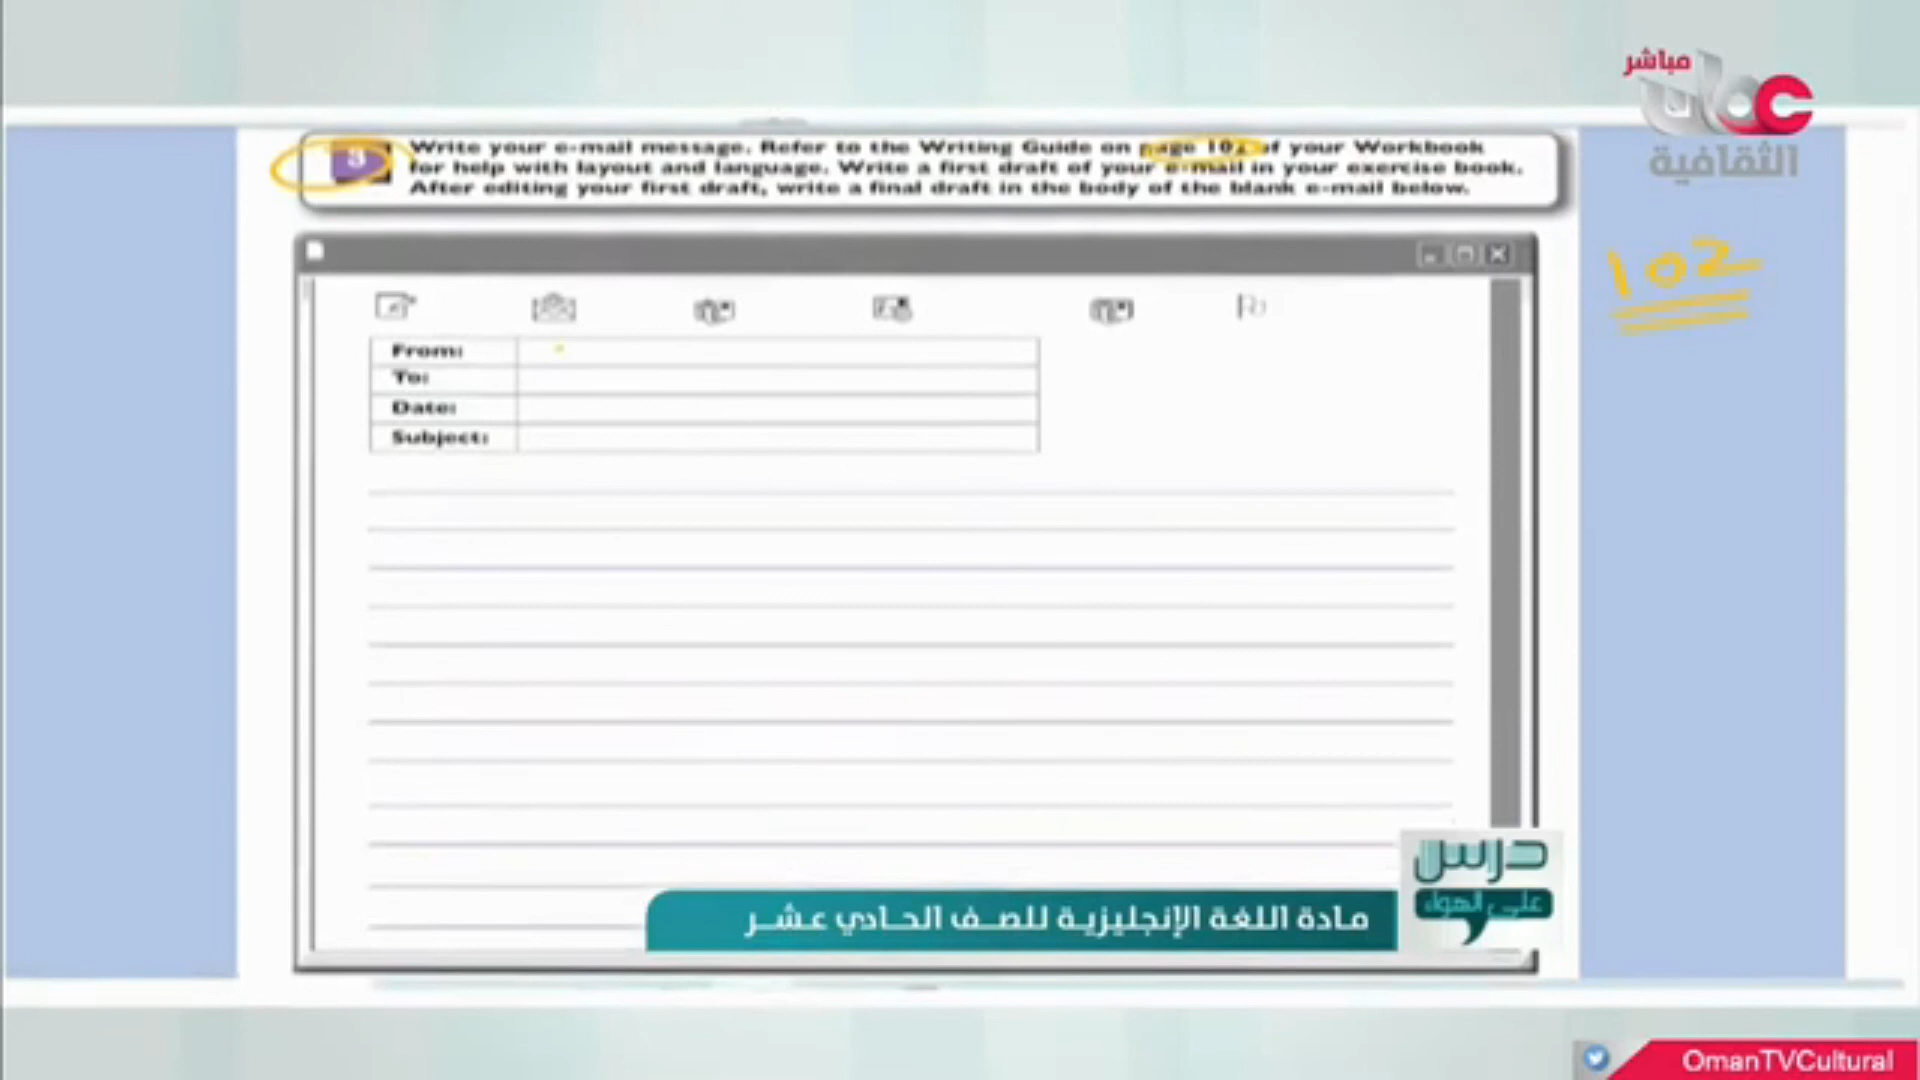 مباشر
الثقافية
3
Write your e-mail message. Refer to the Writing Guide on page 102 of your Workbook
for help with layout and language. Write a first draft of your e-mail in your exercise book.
After editing your first draft, write a final draft in the body of the blank e-mail below.
102
From:
To:
Date:
Subject:
درس
على الهواء
مادة اللغة الإنجليزية للصف الحادي عشر
OmanTVCultural